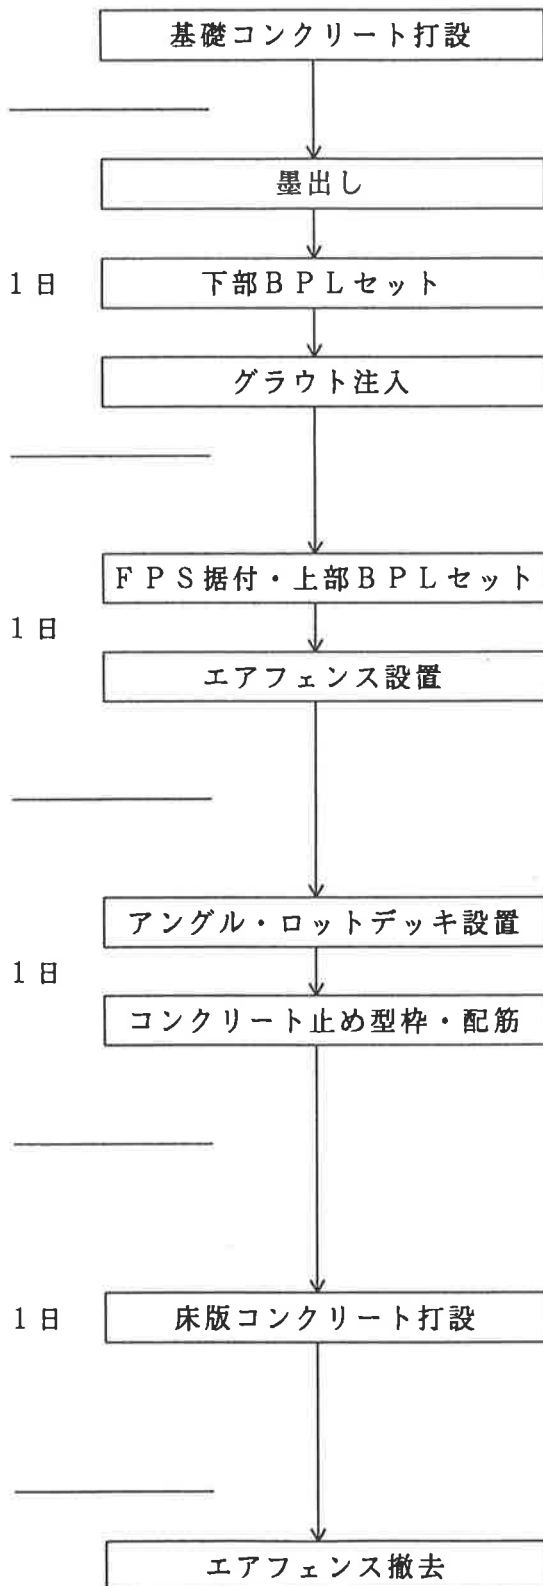 基礎コンクリート打設
墨出し
1日
下部BPLセット
グラウト注入
FPS据付・上部BPLセット
1日
エアフェンス設置
アングル・ロットデッキ設置
1日
コンクリート止め型枠・配筋
1日
床版コンクリート打設
エアフェンス撤去